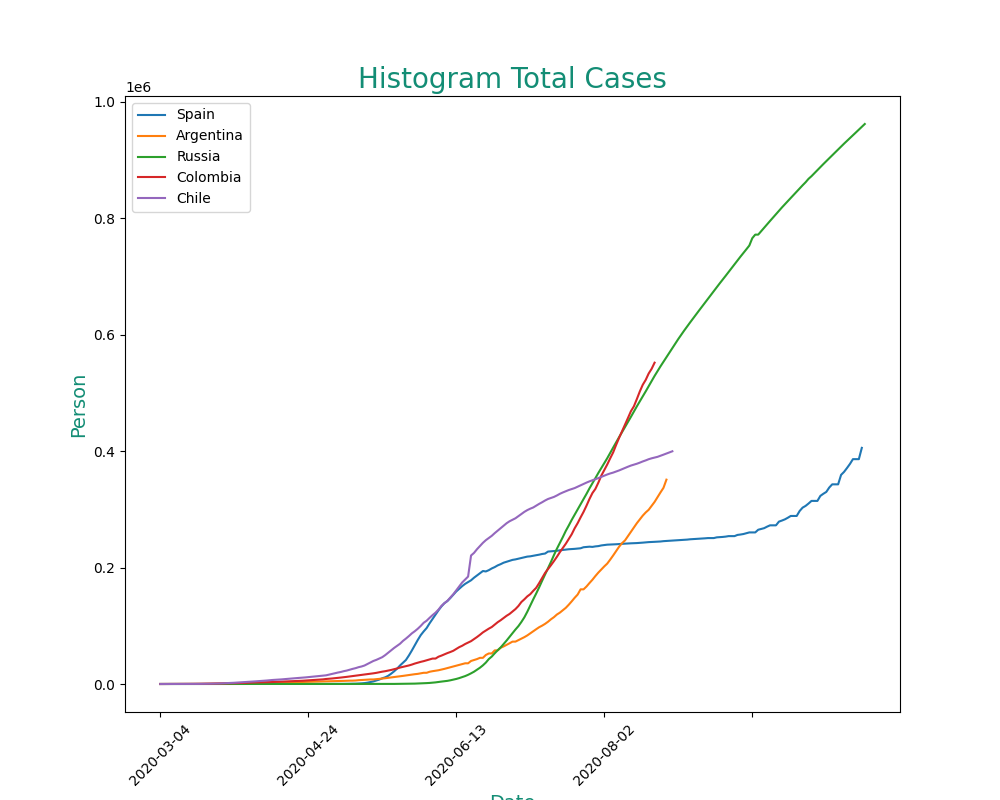 Histogram Total Cases
1e6
1.0
0.8
0.6
0.4
0.2
0.0
Person
Spain
Argentina
Russia
Colombia
Chile
2020-03-04
2020-04-24
2020-06-13
2020-08-02
Date